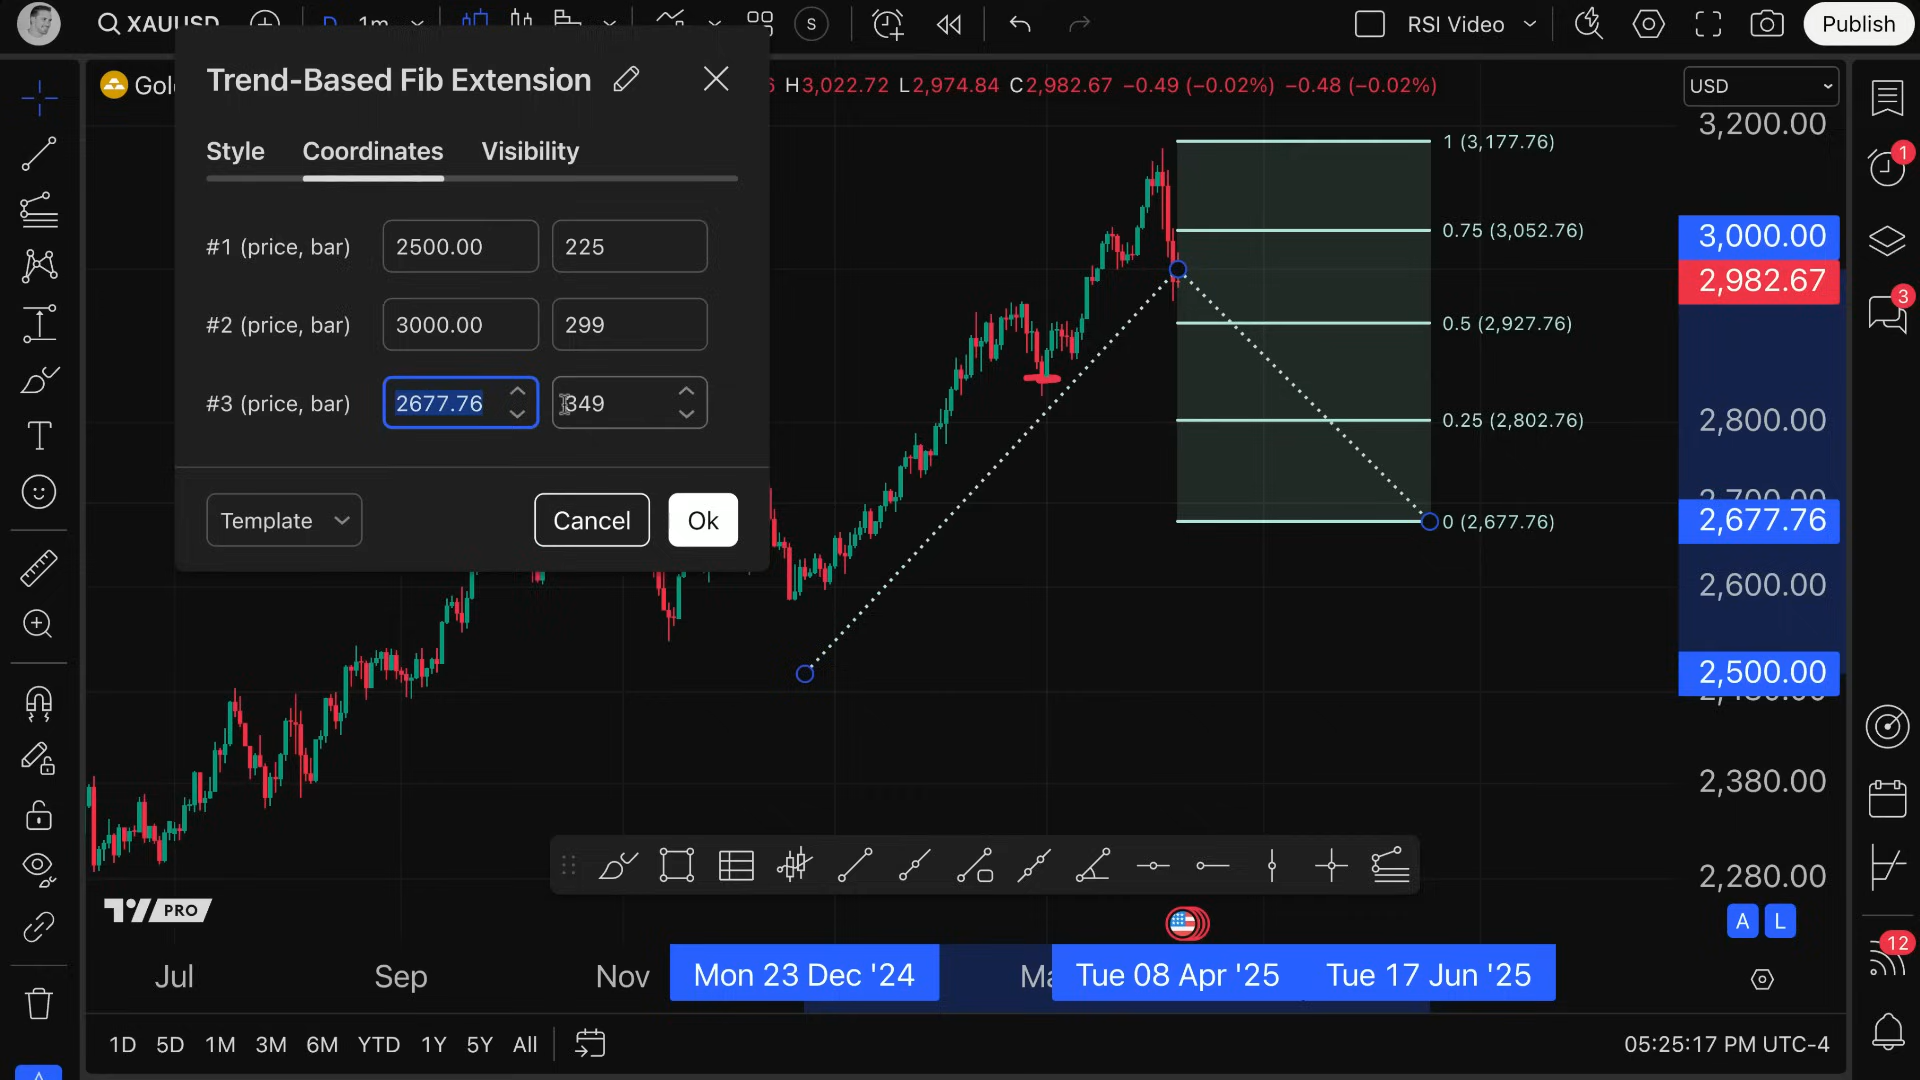 XAUUSD D 1m S RSI Video Publish
Trend-Based Fib Extension
H3,022.72 L2,974.84 C2,982.67 −0.49 (−0.02%) −0.48 (−0.02%)
USD
3,200.00
1 (3,177.76)
Style Coordinates Visibility
1
0.75 (3,052.76)
3,000.00
#1 (price, bar) 2500.00 225
2,982.67
3
#2 (price, bar) 3000.00 299
0.5 (2,927.76)
#3 (price, bar) 2677.76 349
0.25 (2,802.76)
2,800.00
T
Template Cancel Ok
0 (2,677.76)
2,677.76
2,600.00
2,500.00
2,380.00
2,280.00
PRO
A L
12
Jul Sep Nov Mon 23 Dec '24 Tue 08 Apr '25 Tue 17 Jun '25
1D 5D 1M 3M 6M YTD 1Y 5Y All 05:25:17 PM UTC-4